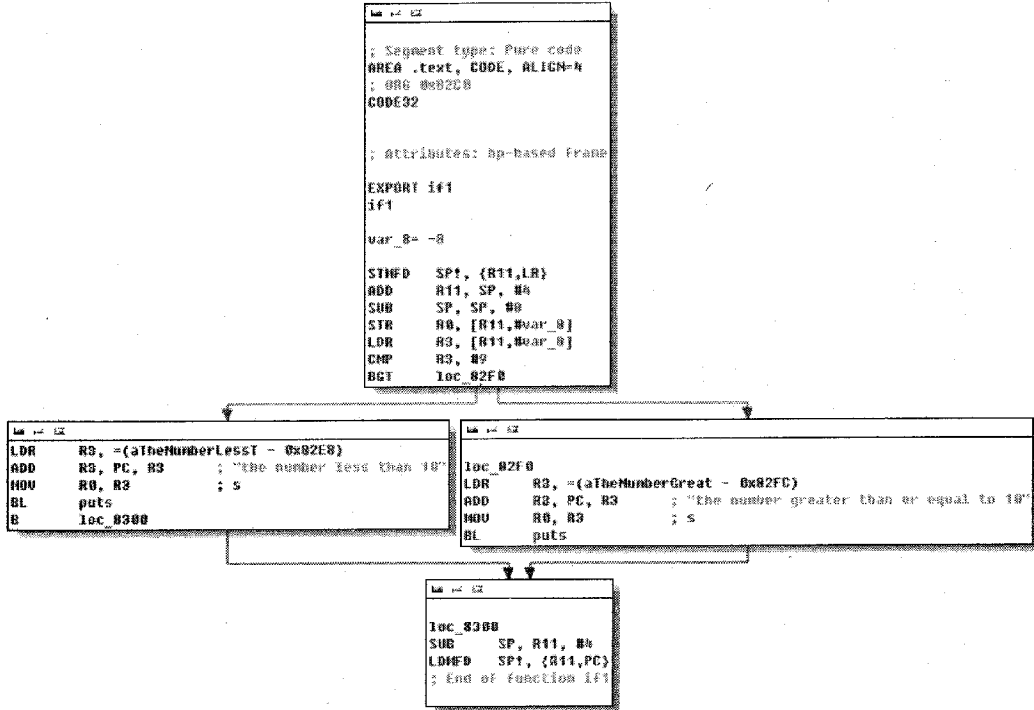 ; Segment type: Pure code
AREA .text, CODE, ALIGN=4
; ORG 0x82C8
CODE32
; Attributes: bp-based frame
EXPORT if1
if1
var_8= -8
STMFD SP!, {R11,LR}
ADD R11, SP, #4
SUB SP, SP, #8
STR R0, [R11,#var_8]
LDR R3, [R11,#var_8]
CMP R3, #9
BGT loc_82F0
LDR R3, =(aTheNumberLessT - 0x82E8)
ADD R3, PC, R3 ; "the number less than 10"
MOV R0, R3 ; s
BL puts
B loc_8300
loc_82F0
LDR R3, =(aTheNumberGreat - 0x82FC)
ADD R3, PC, R3 ; "the number greater than or equal to 10"
MOV R0, R3 ; s
BL puts
loc_8300
SUB SP, R11, #4
LDMFD SP!, {R11,PC}
; End of function if1